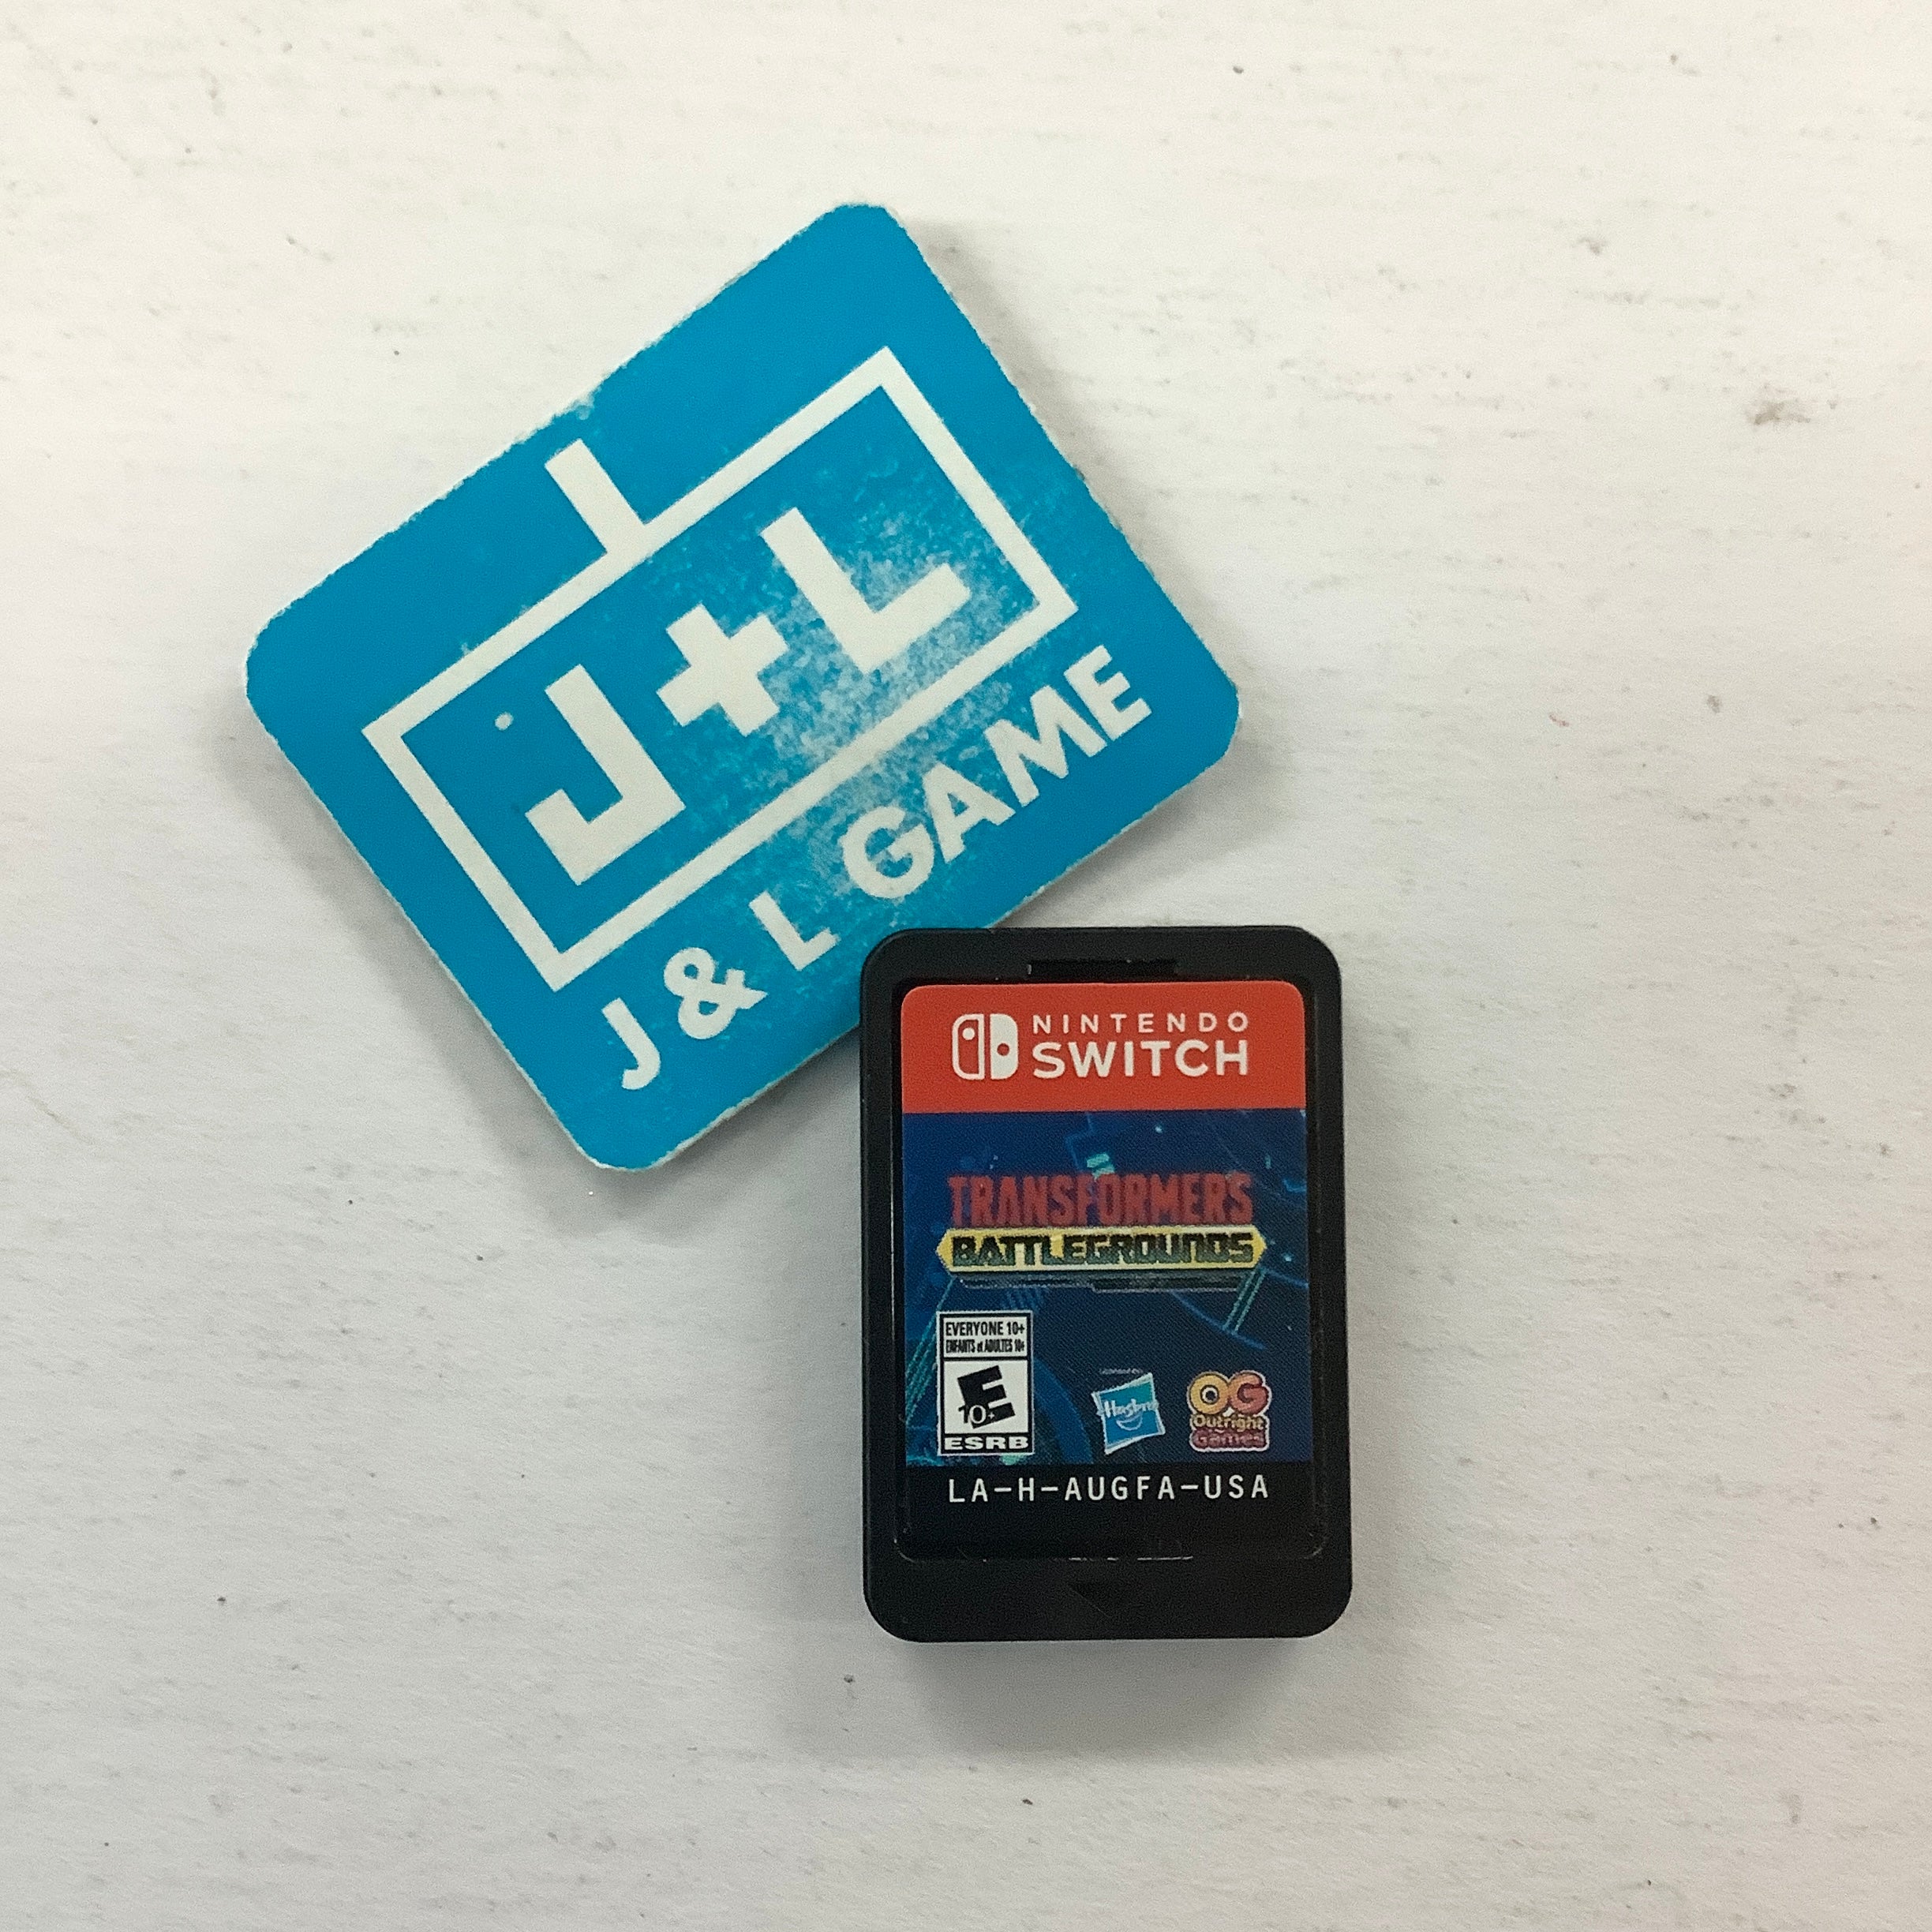 J+L
J & L GAME
NINTENDO
SWITCH
TRANSFORMERS
BATTLEGROUNDS
EVERYONE 10+
ENFANTS et ADULTES 10+
E
10+
ESRB
Hasbro
OG
Outright
Games
LA-H-AUGFA-USA